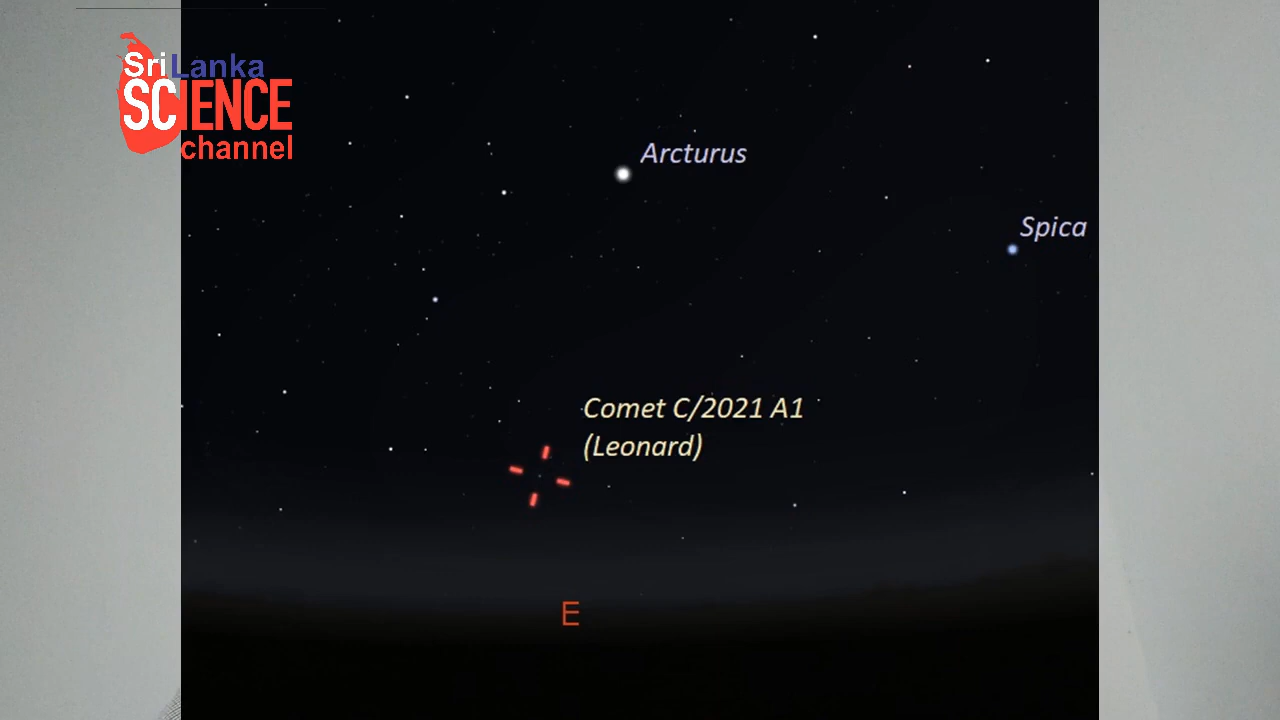 Sri Lanka
SCIENCE
channel
Arcturus
Spica
Comet C/2021 A1
(Leonard)
E